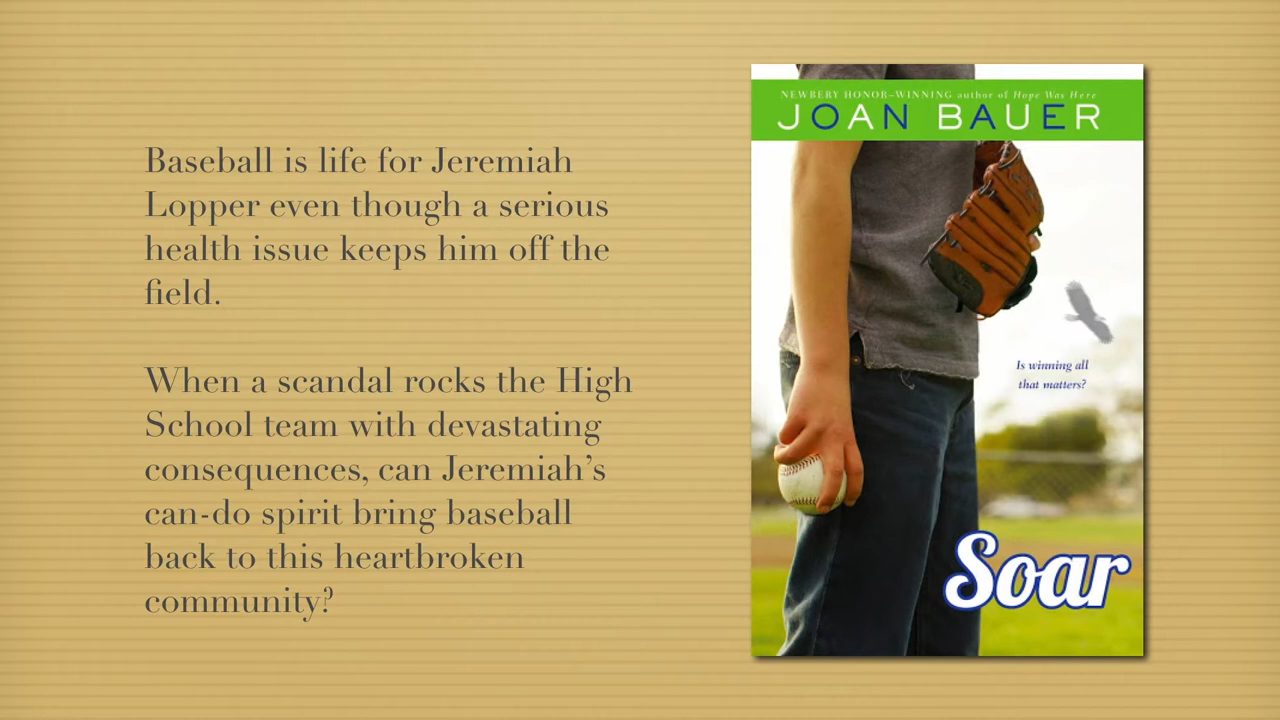 Baseball is life for Jeremiah
Lopper even though a serious
health issue keeps him off the
field.
When a scandal rocks the High
School team with devastating
consequences, can Jeremiah’s
can-do spirit bring baseball
back to this heartbroken
community?
NEWBERY HONOR–WINNING author of Hope Was Here
JOAN BAUER
Is winning all
that matters?
Soar